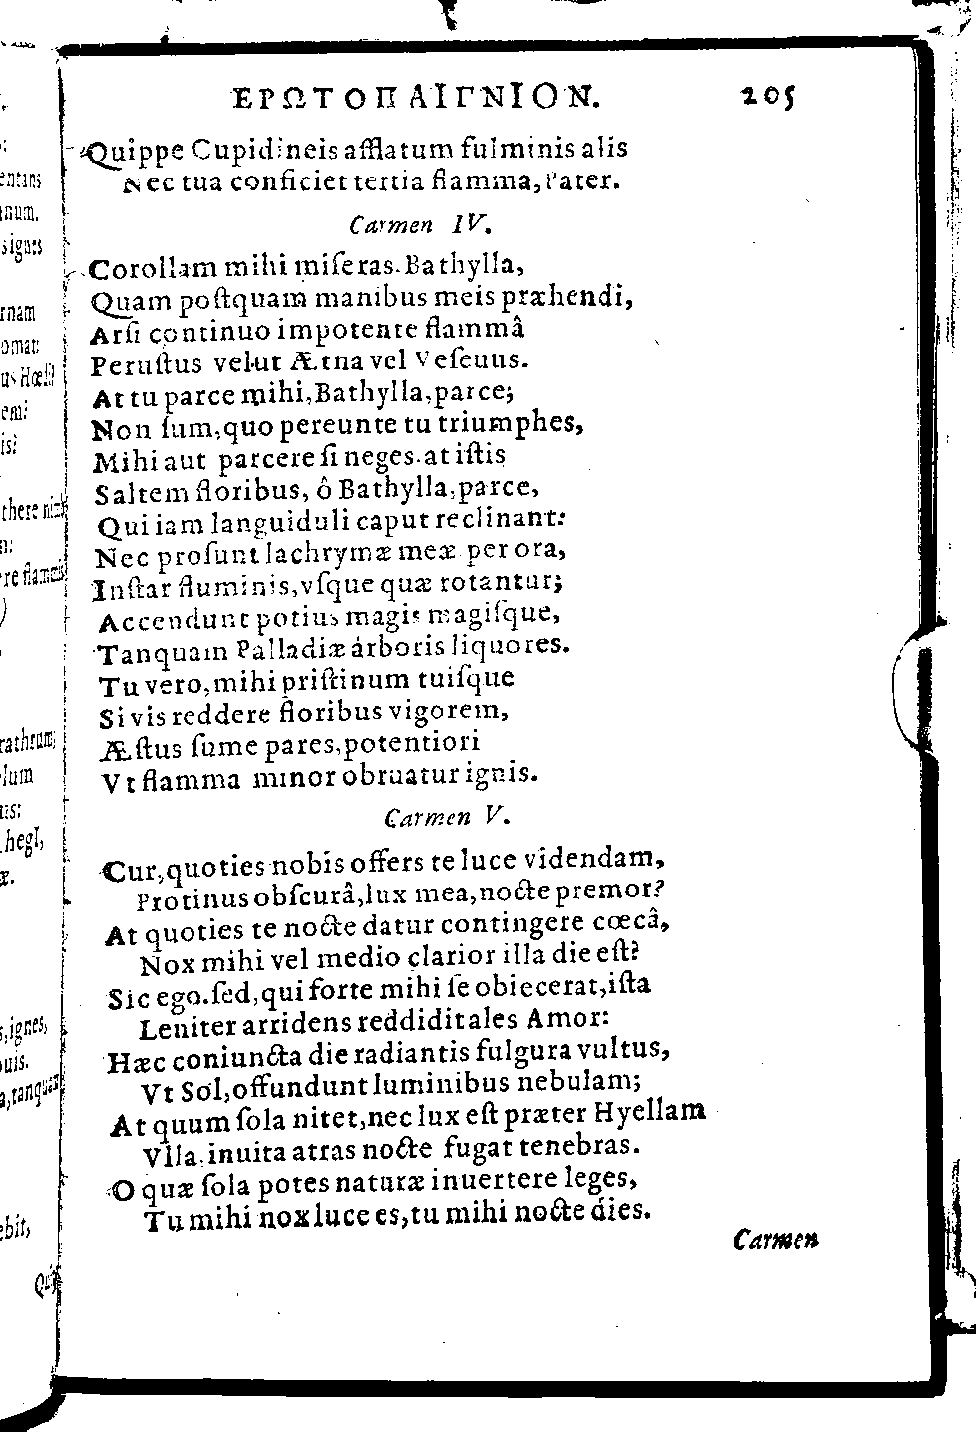 ΕΡΩΤΟΠΑΙΓΝΙΟΝ. 205
Quippe Cupidineis afflatum fulminis alis
Nec tua conficiet tertia flamma, Pater.
Carmen IV.
Corollam mihi miſeras. Bathylla,
Quam poſtquam manibus meis præhendi,
Arſi continuo impotente flammâ
Peruſtus velut Ætna vel Veſeuus.
At tu parce mihi, Bathylla, parce;
Non ſum, quo pereunte tu triumphes,
Mihi aut parcere ſi neges. at iſtis
Saltem floribus, ô Bathylla, parce,
Qui iam languiduli caput reclinant:
Nec proſunt lachrymæ meæ per ora,
Inſtar fluminis, vſque quæ rotantur;
Accendunt potius magis magiſque,
Tanquam Palladiæ árboris liquores.
Tu vero, mihi priſtinum tuiſque
Si vis reddere floribus vigorem,
Æſtus ſume pares, potentiori
Vt flamma minor obruatur ignis.
Carmen V.
Cur, quoties nobis offers te luce videndam,
Protinus obſcurâ, lux mea, nocte premor?
At quoties te nocte datur contingere cœcâ,
Nox mihi vel medio clarior illa die eſt?
Sic ego. ſed, qui forte mihi ſe obiecerat, iſta
Leniter arridens reddidit ales Amor:
Hæc coniuncta die radiantis fulgura vultus,
Vt Sol, offundunt luminibus nebulam;
At quum ſola nitet, nec lux eſt præter Hyellam
Vlla, inuita atras nocte fugat tenebras.
O quæ ſola potes naturæ inuertere leges,
Tu mihi nox luce es, tu mihi nocte dies.
Carmen